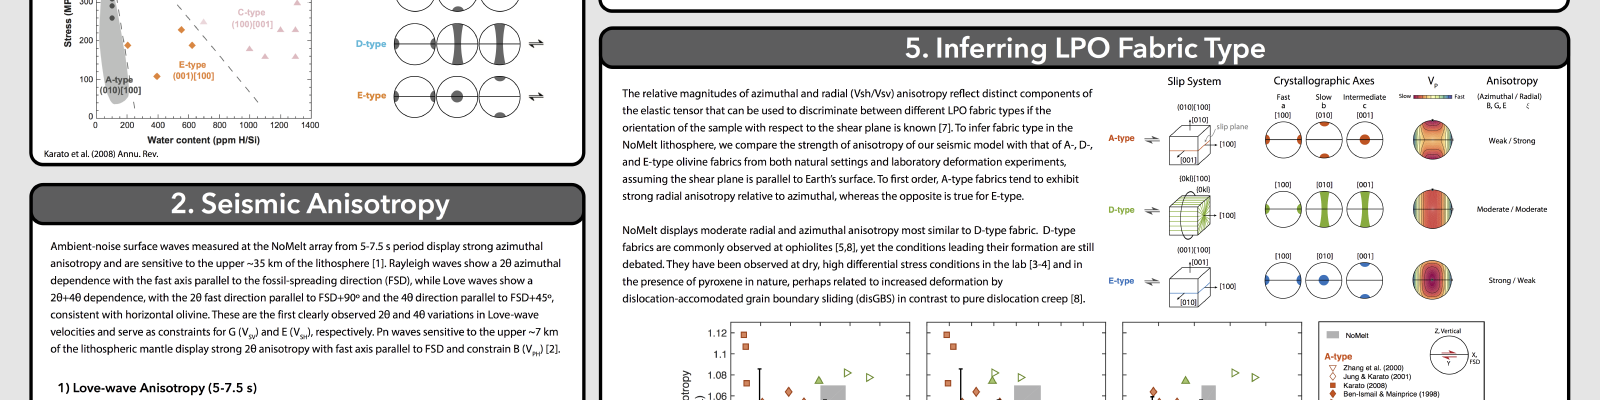 Stress (MP
300
200
100
0
0 200 400 600 800 1000 1200 1400
Water content (ppm H/Si)
A-type
(010)[100]
E-type
(001)[100]
C-type
(100)[001]
D-type
E-type
Karato et al. (2008) Annu. Rev.
2. Seismic Anisotropy
Ambient-noise surface waves measured at the NoMelt array from 5-7.5 s period display strong azimuthal
anisotropy and are sensitive to the upper ~35 km of the lithosphere [1]. Rayleigh waves show a 2θ azimuthal
dependence with the fast axis parallel to the fossil-spreading direction (FSD), while Love waves show a
2θ+4θ dependence, with the 2θ fast direction parallel to FSD+90º and the 4θ direction parallel to FSD+45º,
consistent with horizontal olivine. These are the first clearly observed 2θ and 4θ variations in Love-wave
velocities and serve as constraints for G (VSV) and E (VSH), respectively. Pn waves sensitive to the upper ~7 km
of the lithospheric mantle display strong 2θ anisotropy with fast axis parallel to FSD and constrain B (VPH) [2].
1) Love-wave Anisotropy (5-7.5 s)
5. Inferring LPO Fabric Type
The relative magnitudes of azimuthal and radial (Vsh/Vsv) anisotropy reflect distinct components of
the elastic tensor that can be used to discriminate between different LPO fabric types if the
orientation of the sample with respect to the shear plane is known [7]. To infer fabric type in the
NoMelt lithosphere, we compare the strength of anisotropy of our seismic model with that of A-, D-,
and E-type olivine fabrics from both natural settings and laboratory deformation experiments,
assuming the shear plane is parallel to Earth's surface. To first order, A-type fabrics tend to exhibit
strong radial anisotropy relative to azimuthal, whereas the opposite is true for E-type.
NoMelt displays moderate radial and azimuthal anisotropy most similar to D-type fabric. D-type
fabrics are commonly observed at ophiolites [5,8], yet the conditions leading their formation are still
debated. They have been observed at dry, high differential stress conditions in the lab [3-4] and in
the presence of pyroxene in nature, perhaps related to increased deformation by
dislocation-accomodated grain boundary sliding (disGBS) in contrast to pure dislocation creep [8].
Slip System
Crystallographic Axes
VP
Anisotropy
Fast Slow Intermediate
a b c
Slow Fast
(Azimuthal / Radial)
B, G, E ξ
A-type
(010)[100]
[010]
slip plane
[100]
[001]
[100] [010] [001]
Weak / Strong
D-type
{0kl}[100]
{0kl}
[100]
[100] [010] [001]
Moderate / Moderate
E-type
(001)[100]
[001]
[100]
[010]
[100] [010] [001]
Strong / Weak
1.12
1.1
1.08
1.06
NoMelt
A-type
Zhang et al. (2000)
Jung & Karato (2001)
Karato (2008)
Ben-Ismail & Mainprice (1998)
Z, Vertical
X,
FSD
Y